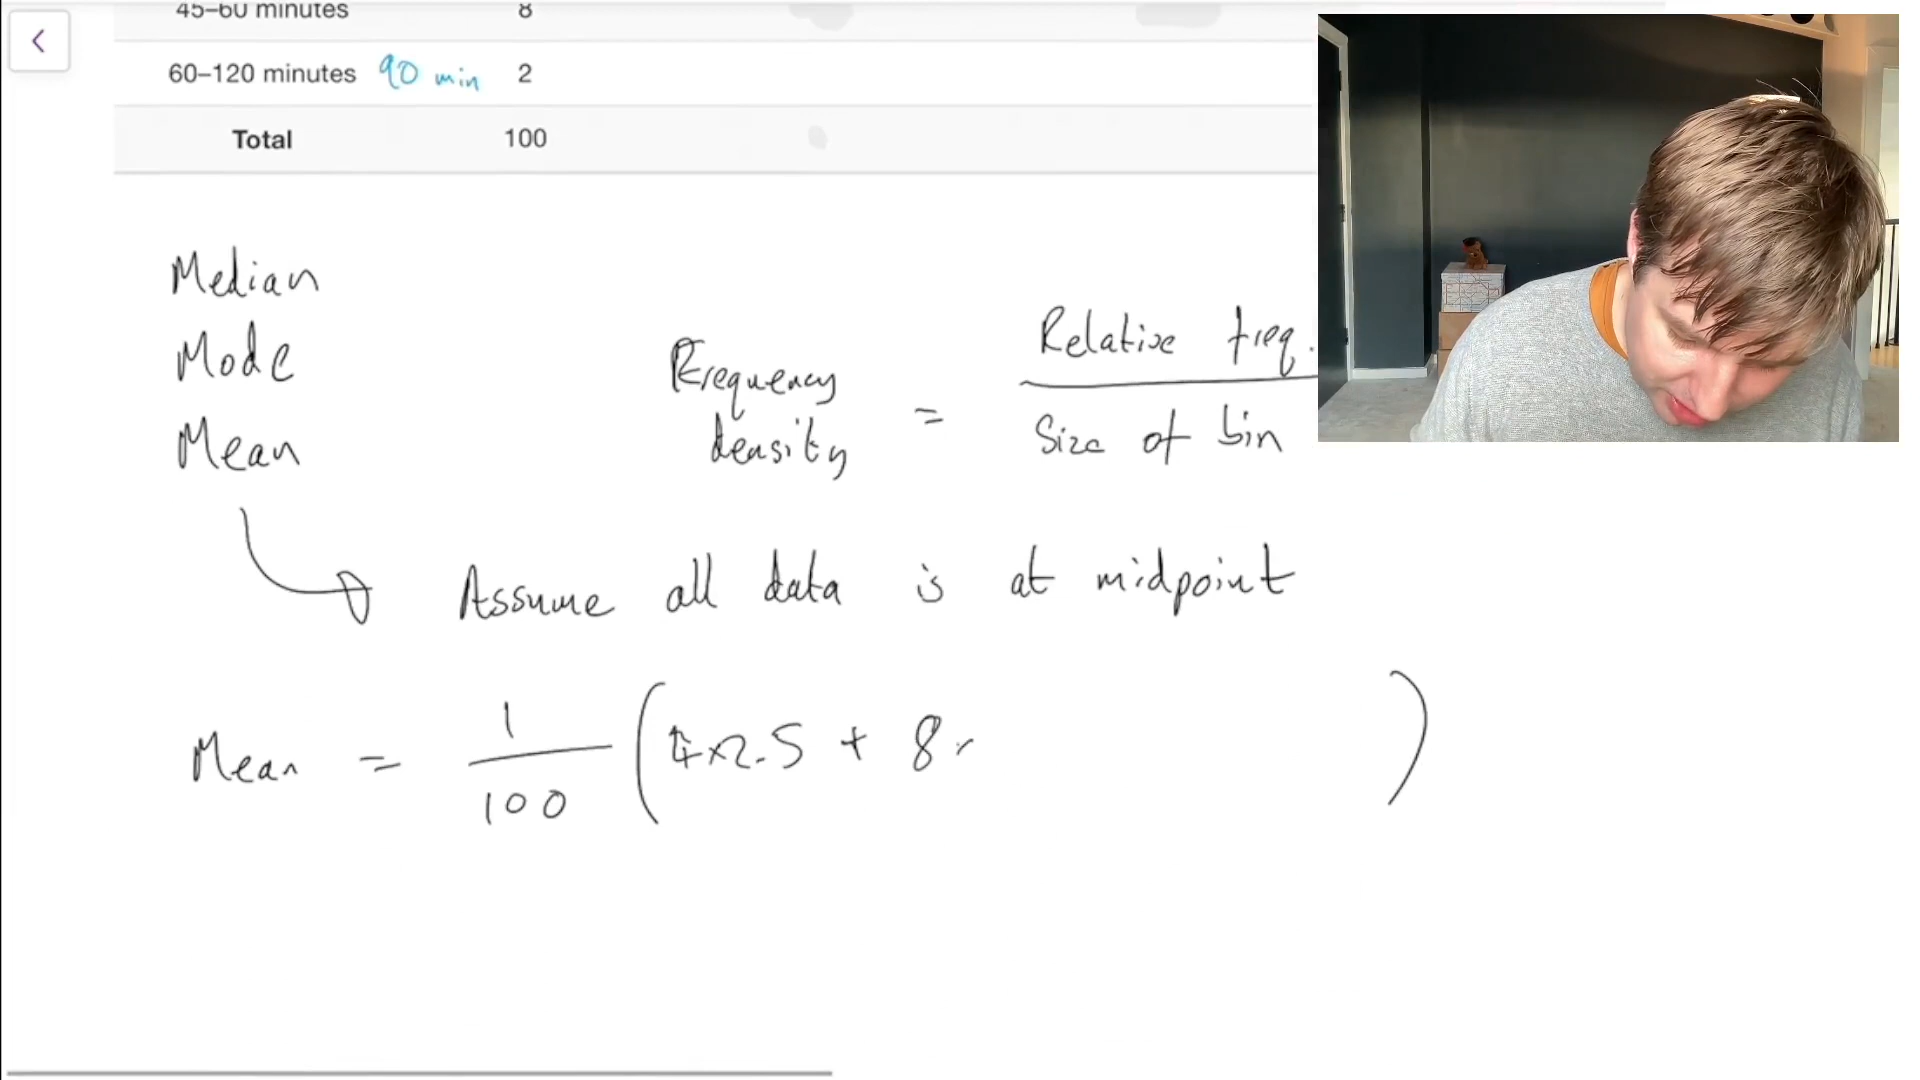 45–60 minutes 8
60–120 minutes 90 min 2
Total 100
Median
Mode
Mean
Frequency density = Relative freq. / Size of bin
Assume all data is at midpoint
Mean = 1/100 (4×2.5 + 8×        )